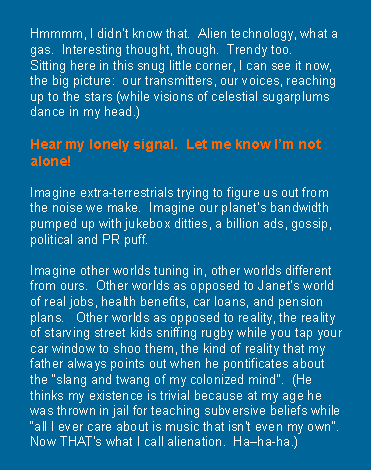 Hmmmm, I didn't know that.  Alien technology, what a
gas.  Interesting thought, though.  Trendy too.
Sitting here in this snug little corner, I can see it now,
the big picture:  our transmitters, our voices, reaching
up to the stars (while visions of celestial sugarplums
dance in my head.)

Hear my lonely signal.  Let me know I'm not
alone!

Imagine extra-terrestrials trying to figure us out from
the noise we make.  Imagine our planet's bandwidth
pumped up with jukebox ditties, a billion ads, gossip,
political and PR puff.

Imagine other worlds tuning in, other worlds different
from ours.  Other worlds as opposed to Janet's world
of real jobs, health benefits, car loans, and pension
plans.   Other worlds as opposed to reality, the reality
of starving street kids sniffing rugby while you tap your
car window to shoo them, the kind of reality that my
father always points out when he pontificates about
the "slang and twang of my colonized mind".  (He
thinks my existence is trivial because at my age he
was thrown in jail for teaching subversive beliefs while
"all I ever care about is music that isn't even my own".
Now THAT's what I call alienation.  Ha--ha-ha.)